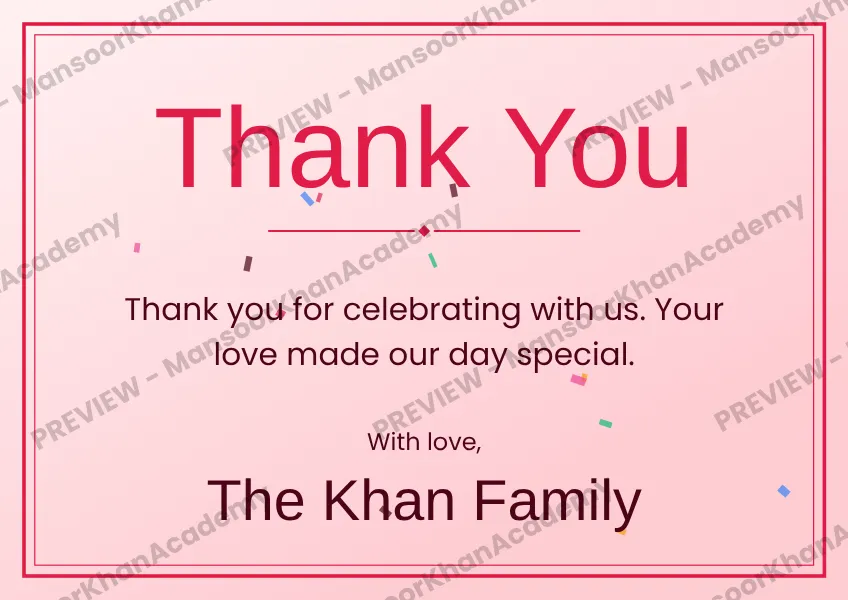 PREVIEW - MansoorKhanAcademy
Thank You
Thank you for celebrating with us. Your
love made our day special.
With love,
The Khan Family